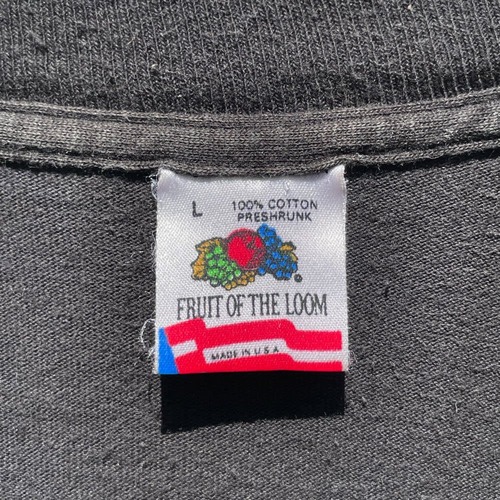 L 100% COTTON
PRESHRUNK
®
FRUIT OF THE LOOM
MADE IN U S A